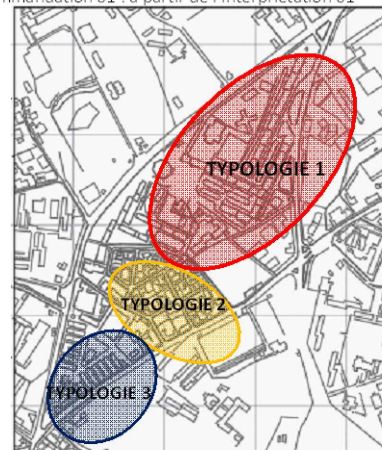 : à partir de l'interprétation 01
TYPOLOGIE 1
TYPOLOGIE 2
TYPOLOGIE 3